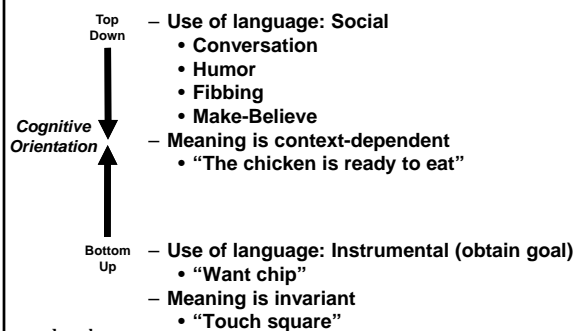 Top
Down
– Use of language: Social
• Conversation
• Humor
• Fibbing
• Make-Believe
Cognitive
Orientation
– Meaning is context-dependent
• “The chicken is ready to eat”
Bottom
Up
– Use of language: Instrumental (obtain goal)
• “Want chip”
– Meaning is invariant
• “Touch square”